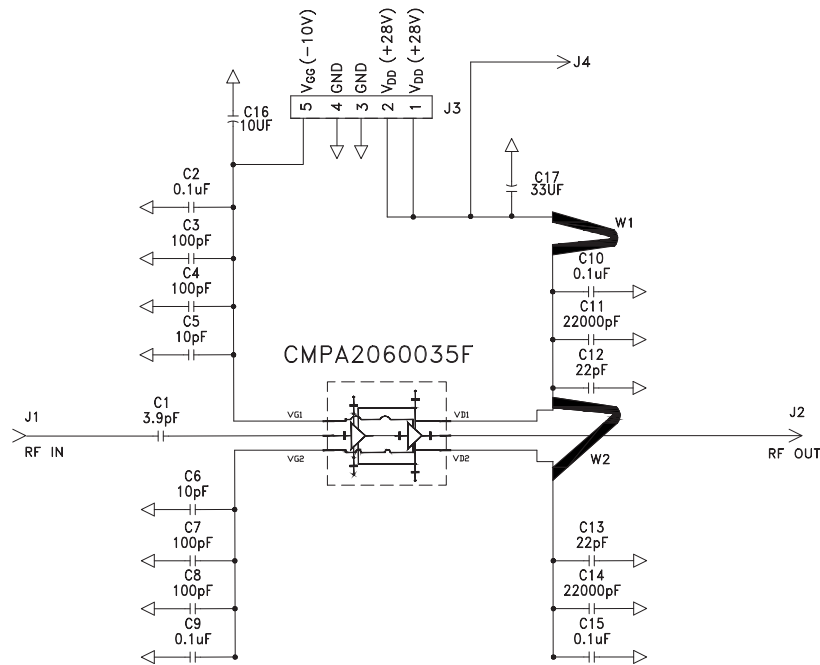 VGG (-10V)
GND
GND
VDD (+28V)
VDD (+28V)
5 4 3 2 1
J3
J4
C16
10UF
C17
33UF
C2
0.1uF
C3
100pF
C4
100pF
C5
10pF
W1
C10
0.1uF
C11
22000pF
C12
22pF
CMPA2060035F
J1
RF IN
C1
3.9pF
VG1
VD1
VG2
VD2
J2
RF OUT
W2
C6
10pF
C7
100pF
C8
100pF
C9
0.1uF
C13
22pF
C14
22000pF
C15
0.1uF